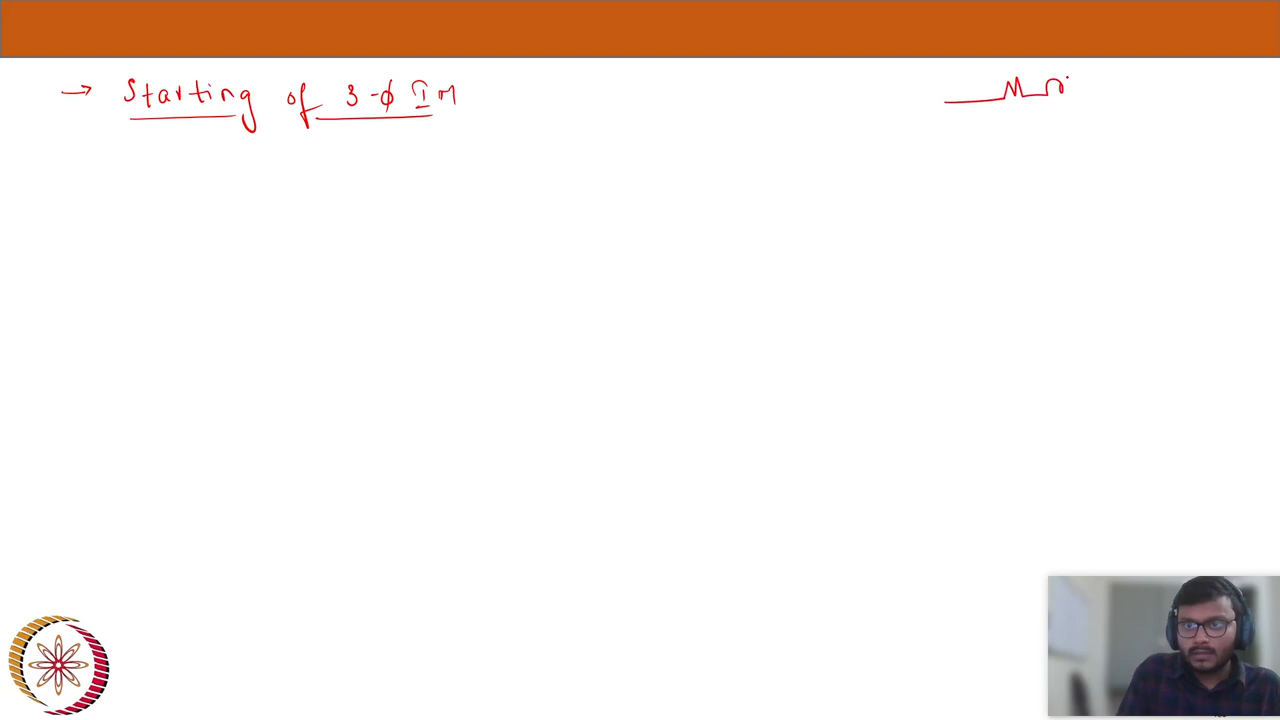 → Starting of 3-φ IM